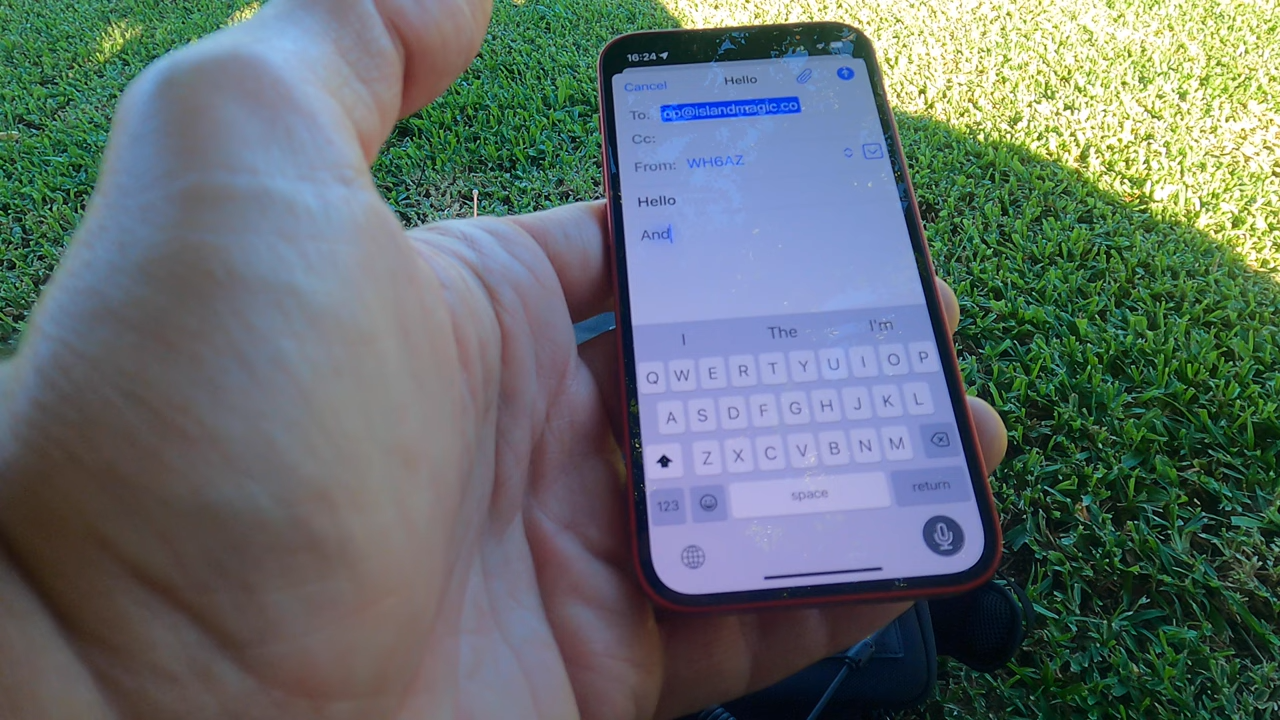 16:24
Cancel Hello
To: op@islandmagic.co
Cc:
From: WH6AZ
Hello
And
I The I'm
Q W E R T Y U I O P
A S D F G H J K L
Z X C V B N M
123 space return